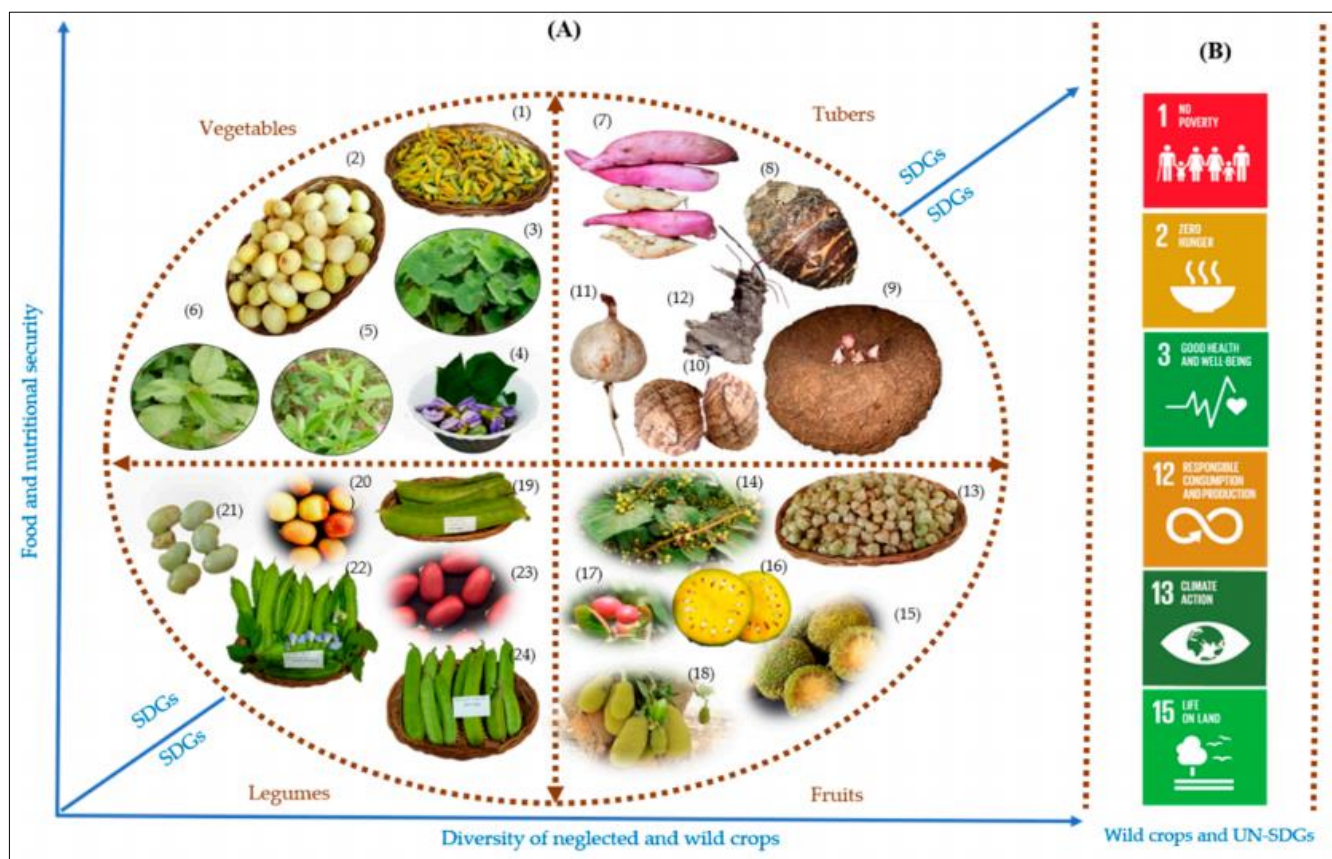 (A)
(B)
Vegetables
Tubers
(1)
(2)
(3)
(4)
(5)
(6)
(7)
(8)
(9)
(10)
(11)
(12)
SDGs
SDGs
(13)
(14)
(15)
(16)
(17)
(18)
(19)
(20)
(21)
(22)
(23)
(24)
SDGs
SDGs
Legumes
Fruits
Food and nutritional security
Diversity of neglected and wild crops
1 NO
POVERTY
2 ZERO
HUNGER
3 GOOD HEALTH
AND WELL-BEING
12 RESPONSIBLE
CONSUMPTION
AND PRODUCTION
13 CLIMATE
ACTION
15 LIFE
ON LAND
Wild crops and UN-SDGs